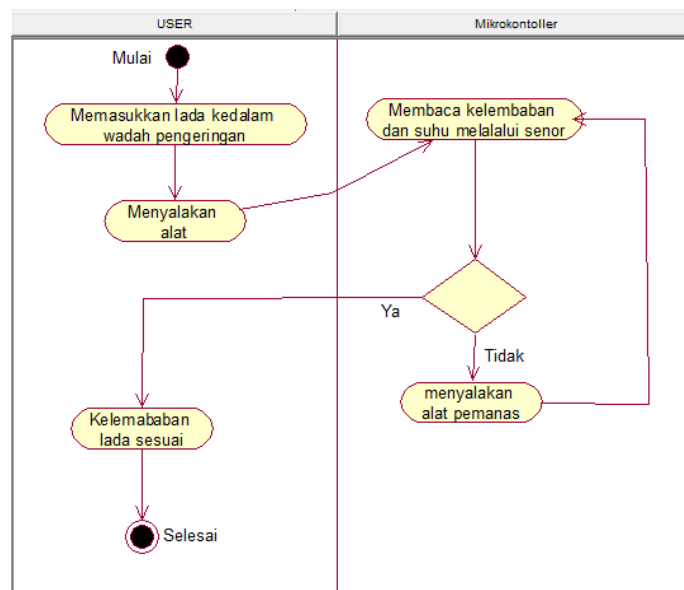 USER
Mikrokontoller
Mulai
Memasukkan lada kedalam
wadah pengeringan
Membaca kelembaban
dan suhu melalalui senor
Menyalakan
alat
Ya
Tidak
menyalakan
alat pemanas
Kelemababan
lada sesuai
Selesai